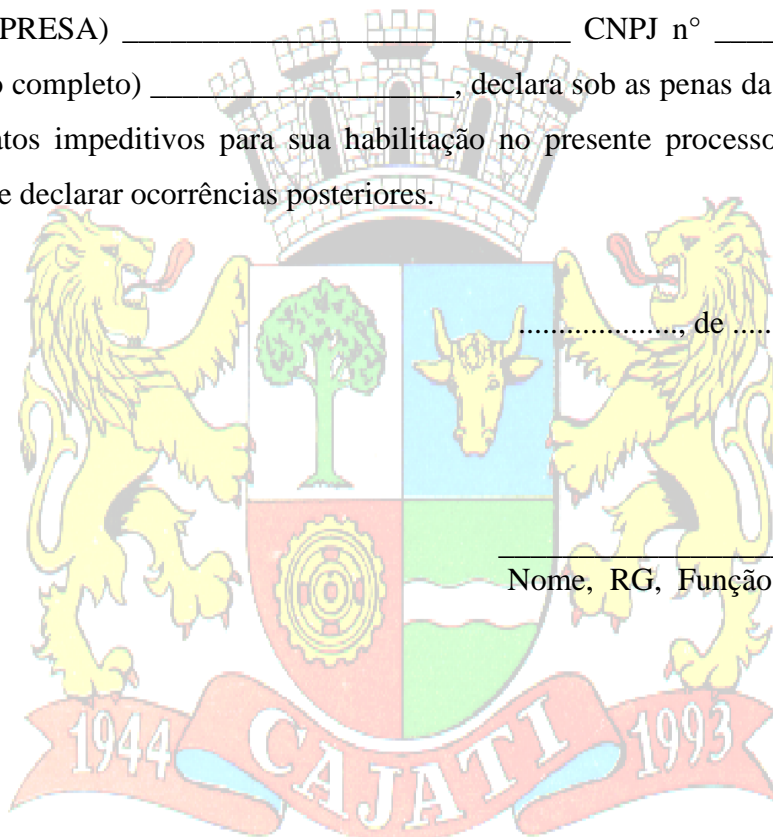 PRESA) ____________________________ CNPJ n° ____
o completo) ___________________, declara sob as penas da
atos impeditivos para sua habilitação no presente processo
e declarar ocorrências posteriores.
...................., de .....
__________________
Nome, RG, Função
1944 CAJATI 1993